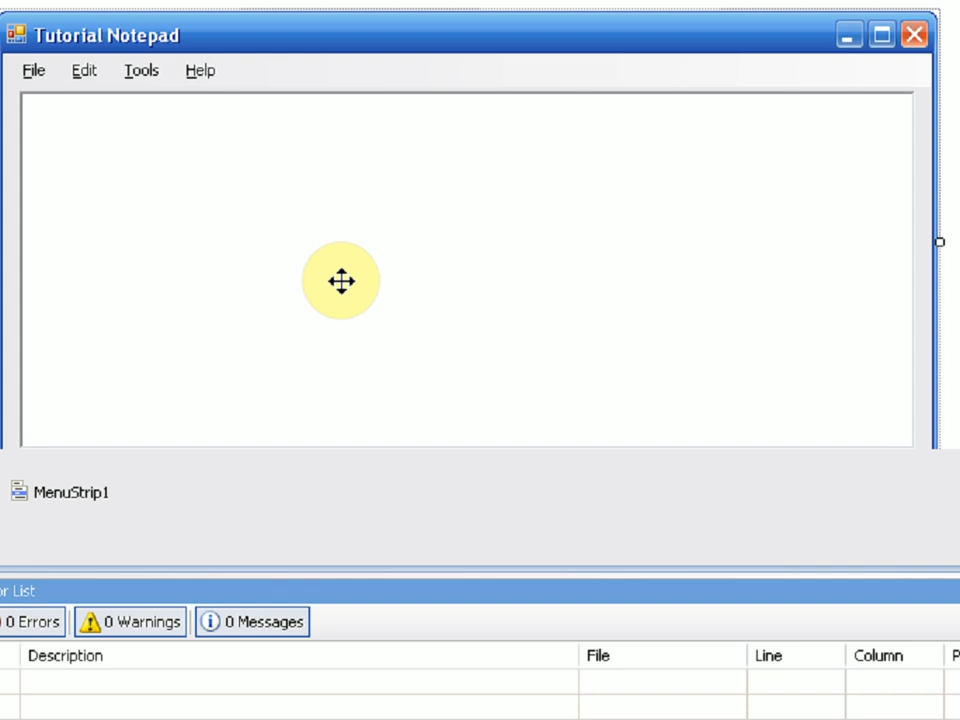 Tutorial Notepad
File Edit Tools Help
MenuStrip1
or List
0 Errors 0 Warnings 0 Messages
Description File Line Column P